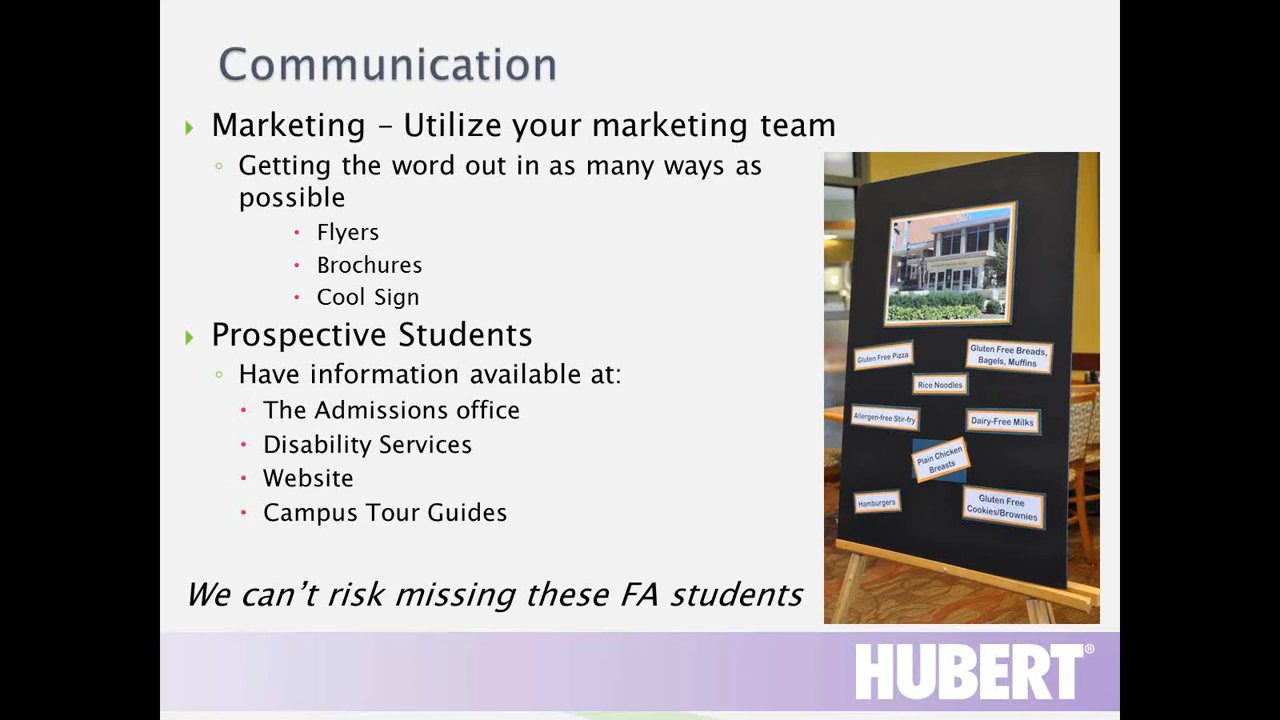 Communication
Marketing – Utilize your marketing team
Getting the word out in as many ways as
possible
Flyers
Brochures
Cool Sign
Prospective Students
Have information available at:
The Admissions office
Disability Services
Website
Campus Tour Guides
We can't risk missing these FA students
Gluten Free Pizza
Gluten Free Breads,
Bagels, Muffins
Rice Noodles
Allergen-free Stir-fry
Dairy-Free Milks
Plain Chicken
Breasts
Hamburgers
Gluten Free
Cookies/Brownies
HUBERT®